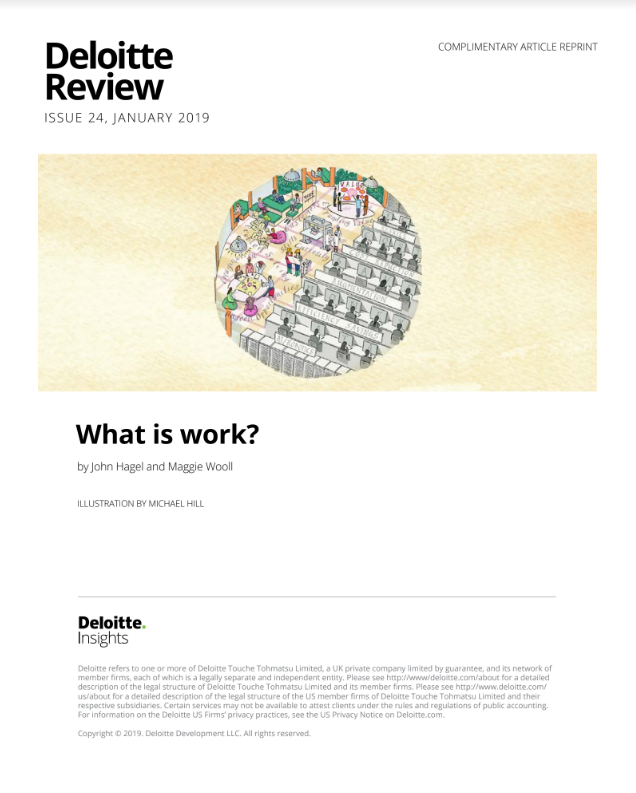 Deloitte
Review
ISSUE 24, JANUARY 2019
COMPLIMENTARY ARTICLE REPRINT
What is work?
by John Hagel and Maggie Wooll
ILLUSTRATION BY MICHAEL HILL
Deloitte.
Insights
Deloitte refers to one or more of Deloitte Touche Tohmatsu Limited, a UK private company limited by guarantee, and its network of
member firms, each of which is a legally separate and independent entity. Please see http://www/deloitte.com/about for a detailed
description of the legal structure of Deloitte Touche Tohmatsu Limited and its member firms. Please see http://www.deloitte.com/
us/about for a detailed description of the legal structure of the US member firms of Deloitte Touche Tohmatsu Limited and their
respective subsidiaries. Certain services may not be available to attest clients under the rules and regulations of public accounting.
For information on the Deloitte US Firms' privacy practices, see the US Privacy Notice on Deloitte.com.
Copyright © 2019. Deloitte Development LLC. All rights reserved.